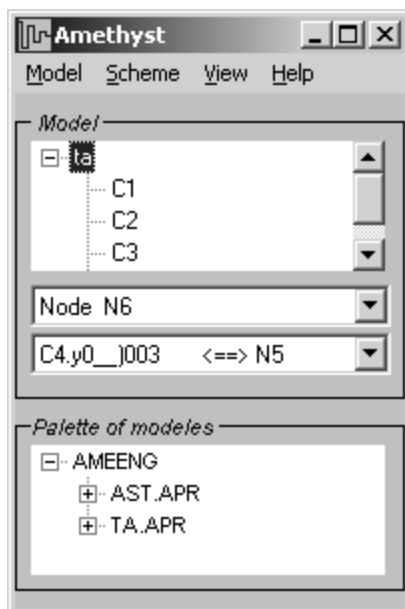 Amethyst
Model Scheme View Help
Model
ta
C1
C2
C3
Node N6
C4.y0__)003 <==> N5
Palette of modeles
AMEENG
AST.APR
TA.APR